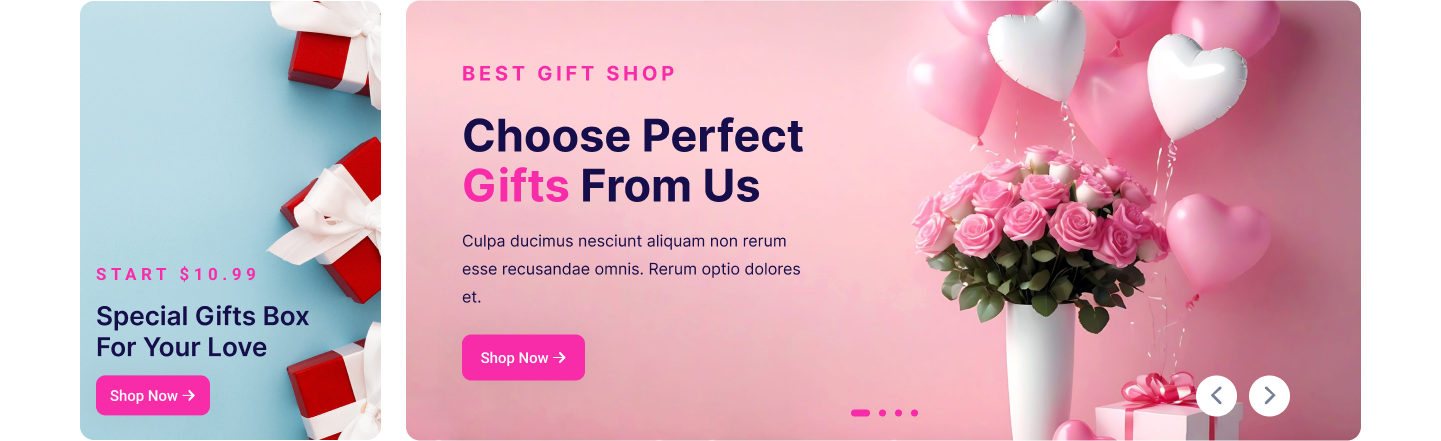 START $10.99
Special Gifts Box
For Your Love
Shop Now
BEST GIFT SHOP
Choose Perfect
Gifts From Us
Culpa ducimus nesciunt aliquam non rerum
esse recusandae omnis. Rerum optio dolores
et.
Shop Now